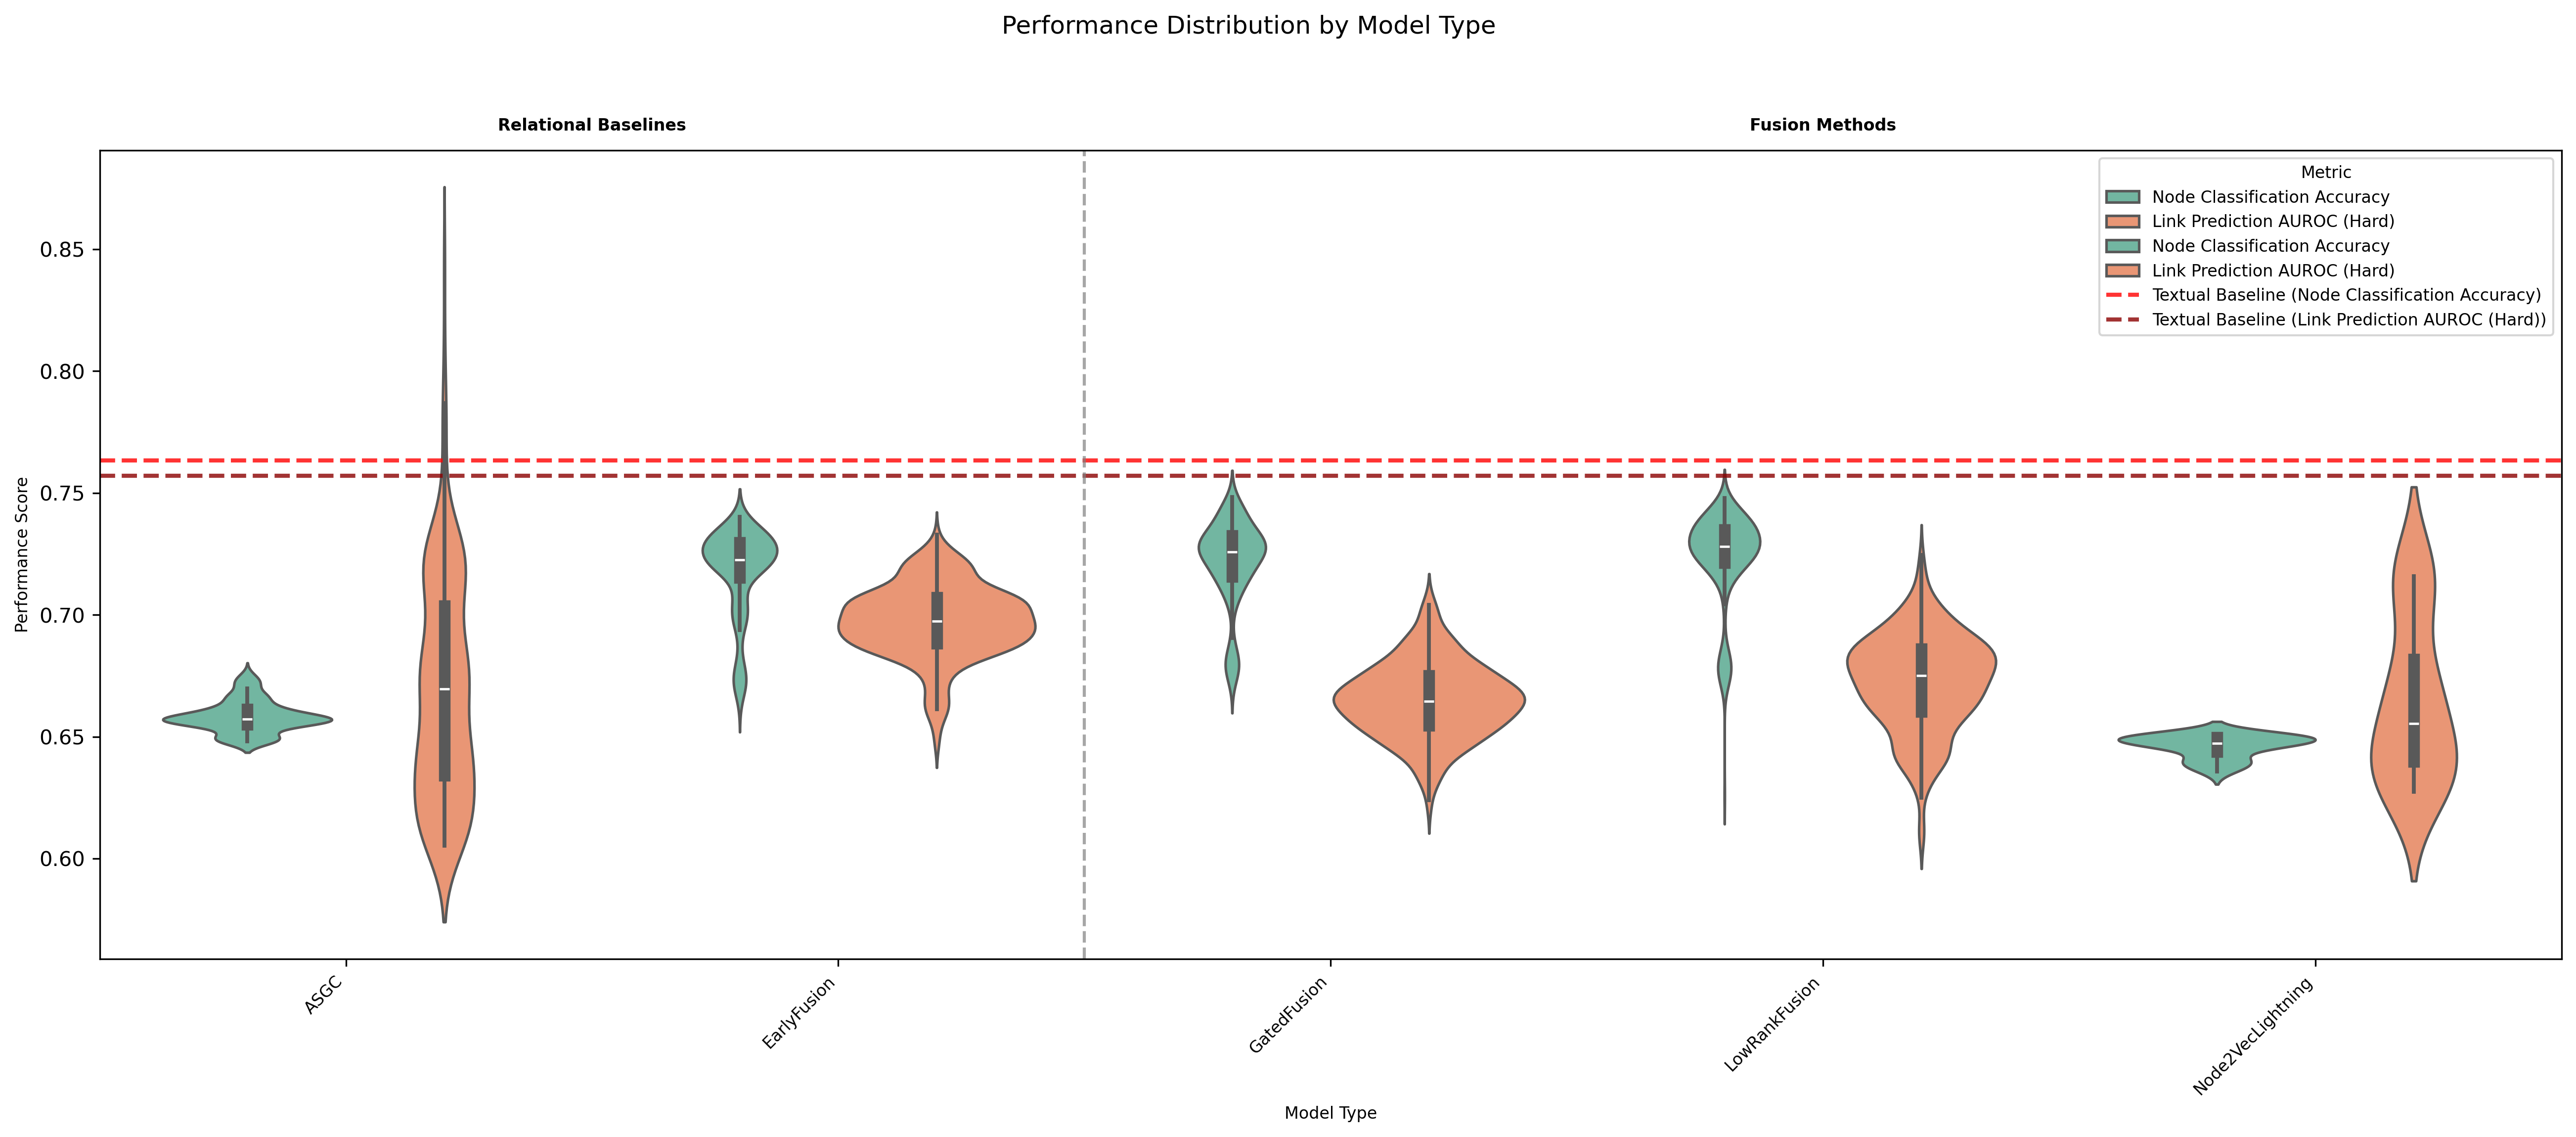 Performance Distribution by Model Type
Relational Baselines
Fusion Methods
Metric
Node Classification Accuracy
Link Prediction AUROC (Hard)
Node Classification Accuracy
Link Prediction AUROC (Hard)
Textual Baseline (Node Classification Accuracy)
Textual Baseline (Link Prediction AUROC (Hard))
Performance Score
0.85
0.80
0.75
0.70
0.65
0.60
ASGC
EarlyFusion
GatedFusion
LowRankFusion
Node2VecLightning
Model Type